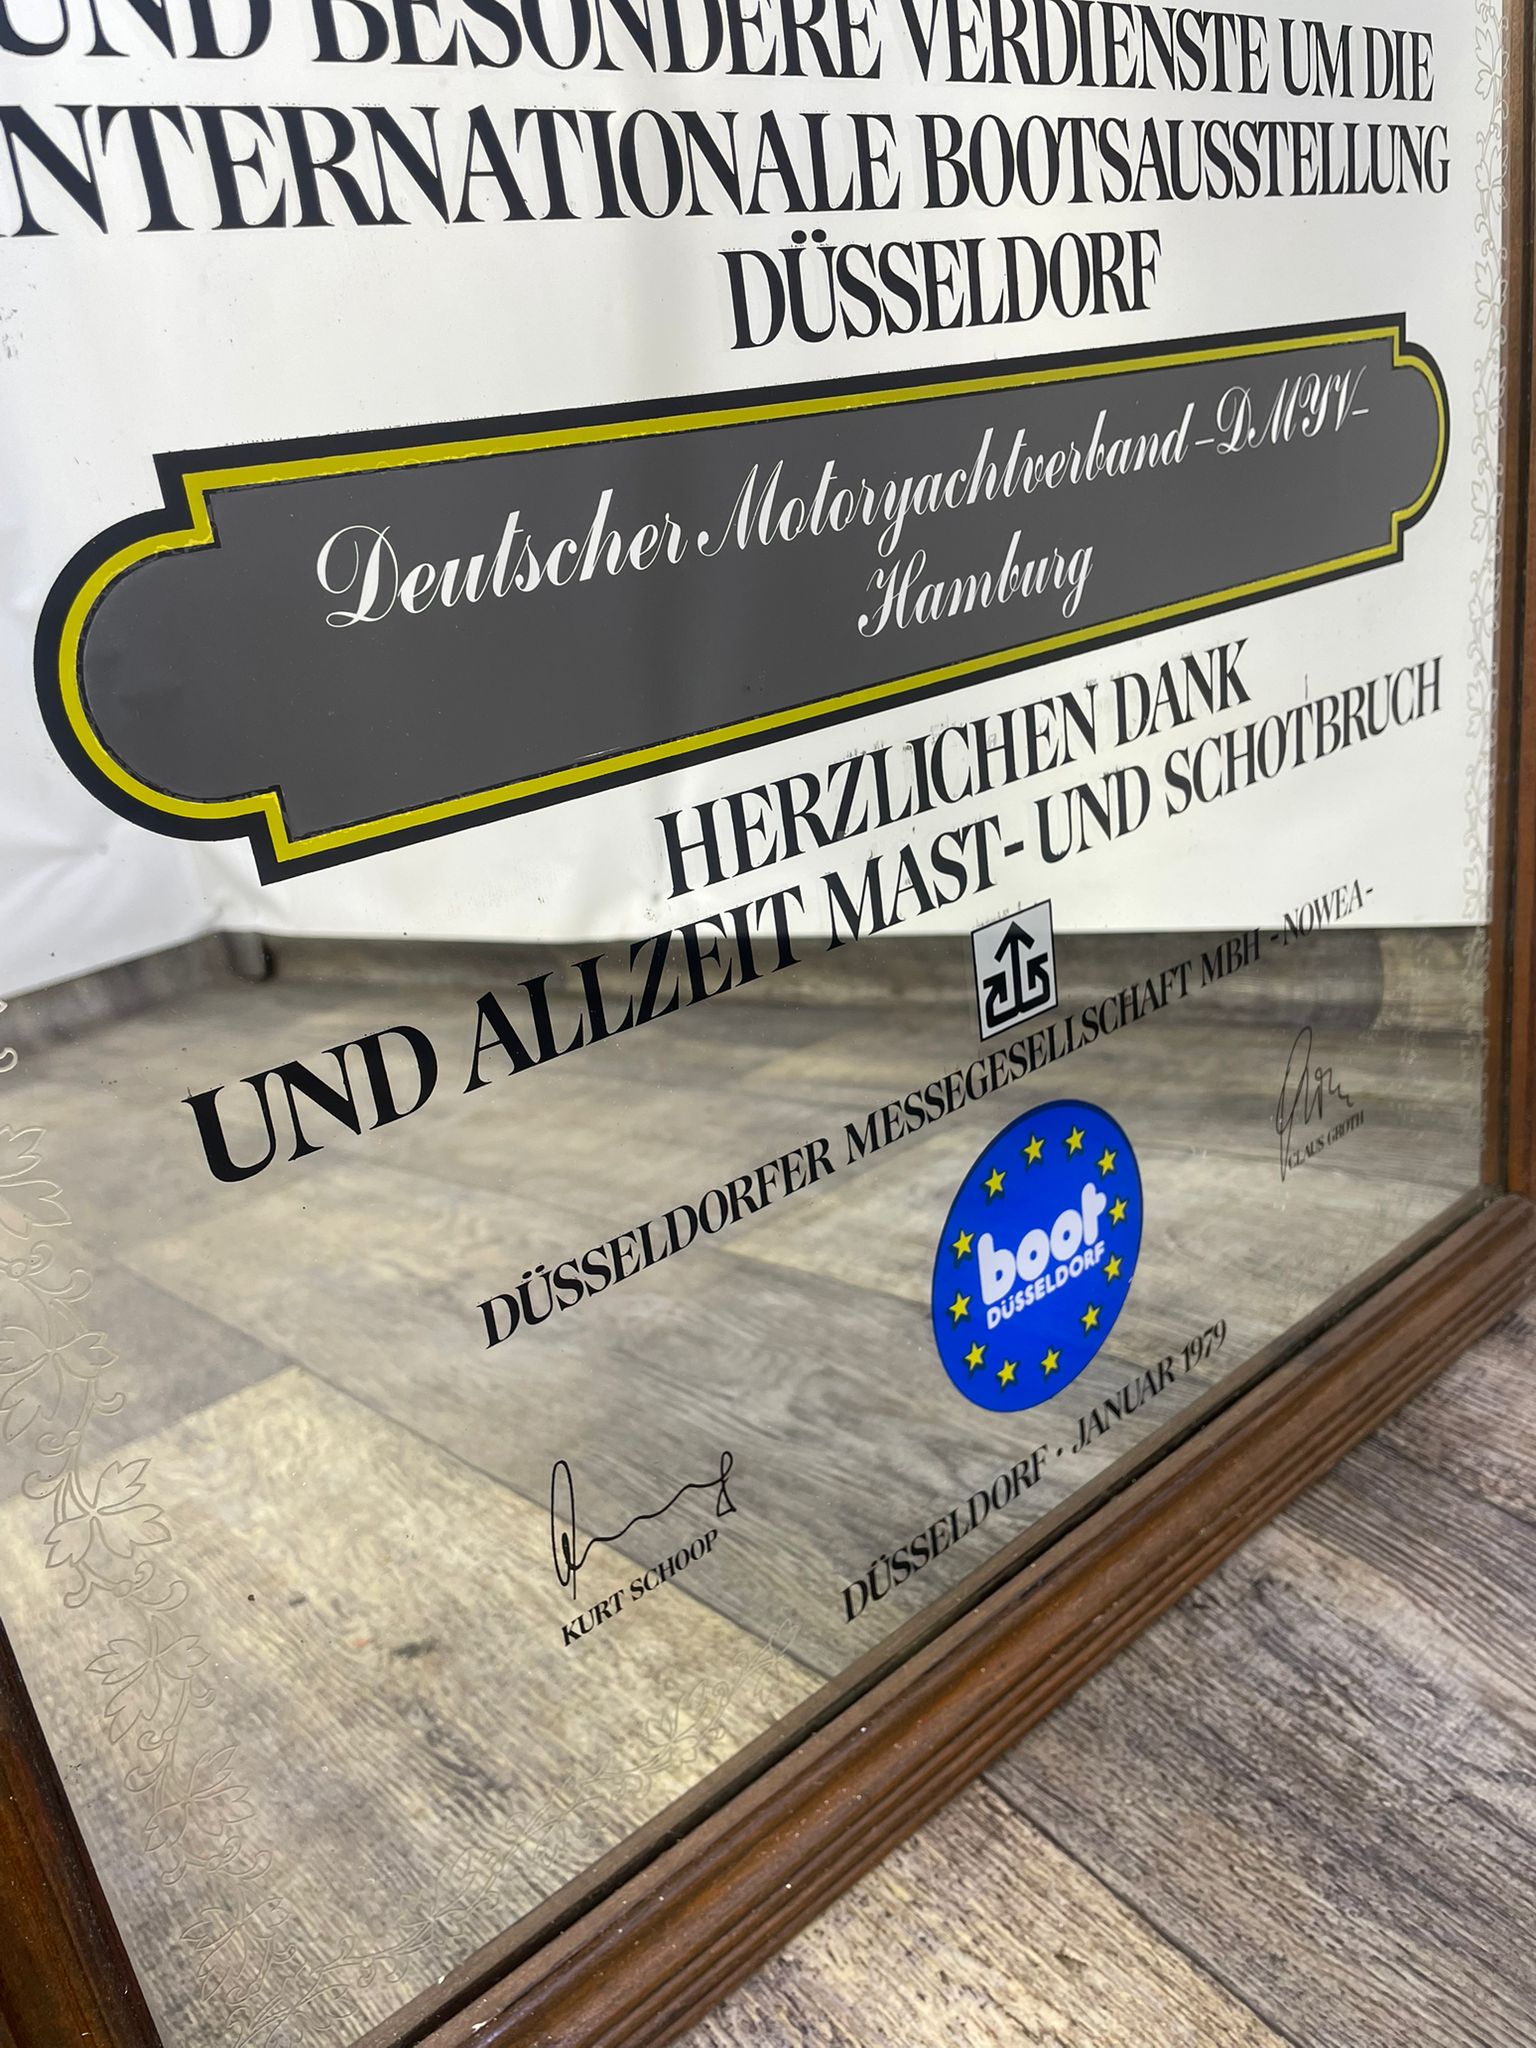 UND BESONDERE VERDIENSTE UM DIE
INTERNATIONALE BOOTSAUSSTELLUNG
DÜSSELDORF
Deutscher Motoryachtverband -DMYV-
Hamburg
HERZLICHEN DANK
UND ALLZEIT MAST- UND SCHOTBRUCH
DÜSSELDORFER MESSEGESELLSCHAFT MBH -NOWEA-
boot
DÜSSELDORF
CLAUS GROTH
KURT SCHOOP
DÜSSELDORF · JANUAR 1979